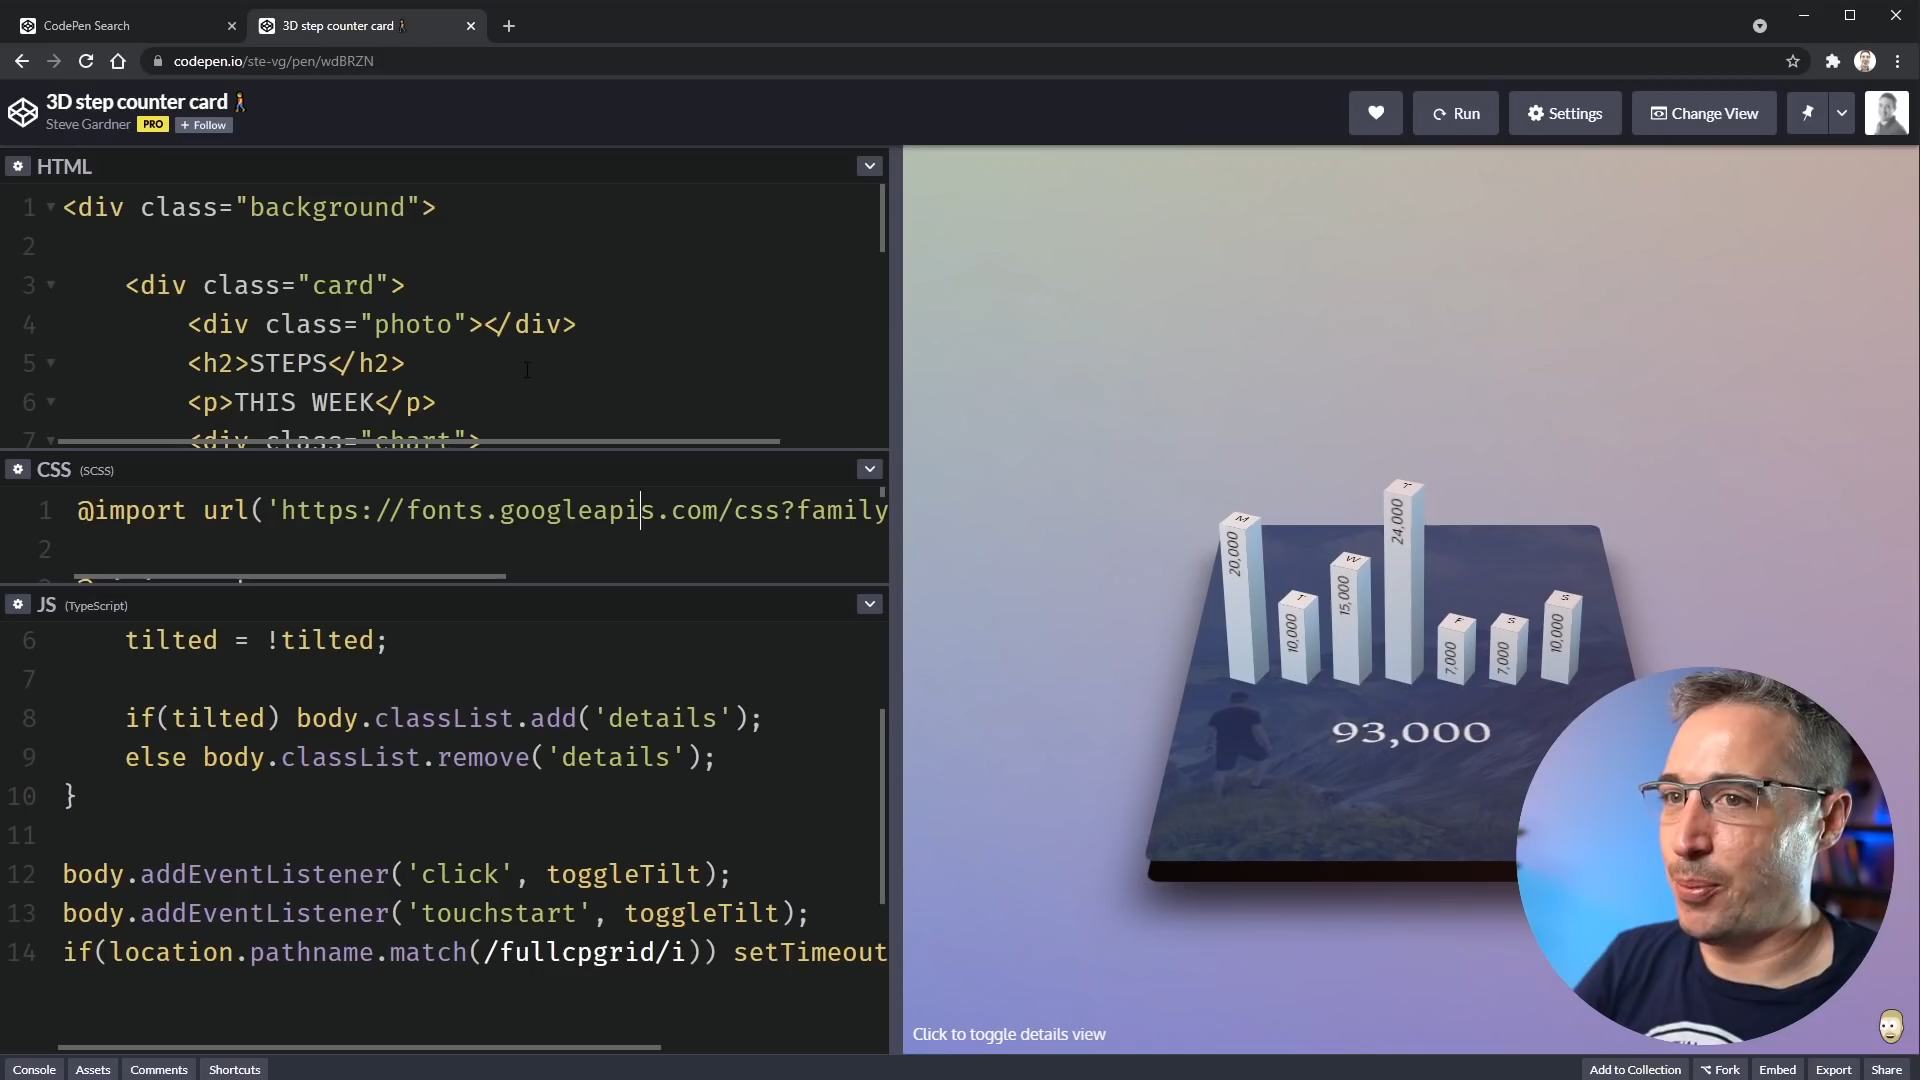 CodePen Search
3D step counter card
codepen.io/ste-vg/pen/wdBRZN
3D step counter card
Steve Gardner PRO + Follow
Run
Settings
Change View
HTML
1 <div class="background">
2
3 <div class="card">
4 <div class="photo"></div>
5 <h2>STEPS</h2>
6 <p>THIS WEEK</p>
7 <div class="chart">
CSS (SCSS)
1 @import url('https://fonts.googleapis.com/css?family
2
JS (TypeScript)
6 tilted = !tilted;
7
8 if(tilted) body.classList.add('details');
9 else body.classList.remove('details');
10 }
11
12 body.addEventListener('click', toggleTilt);
13 body.addEventListener('touchstart', toggleTilt);
14 if(location.pathname.match(/fullcpgrid/i)) setTimeout
M T W T F S S
20,000 10,000 15,000 24,000 7,000 7,000 10,000
93,000
Click to toggle details view
Console Assets Comments Shortcuts
Add to Collection Fork Embed Export Share